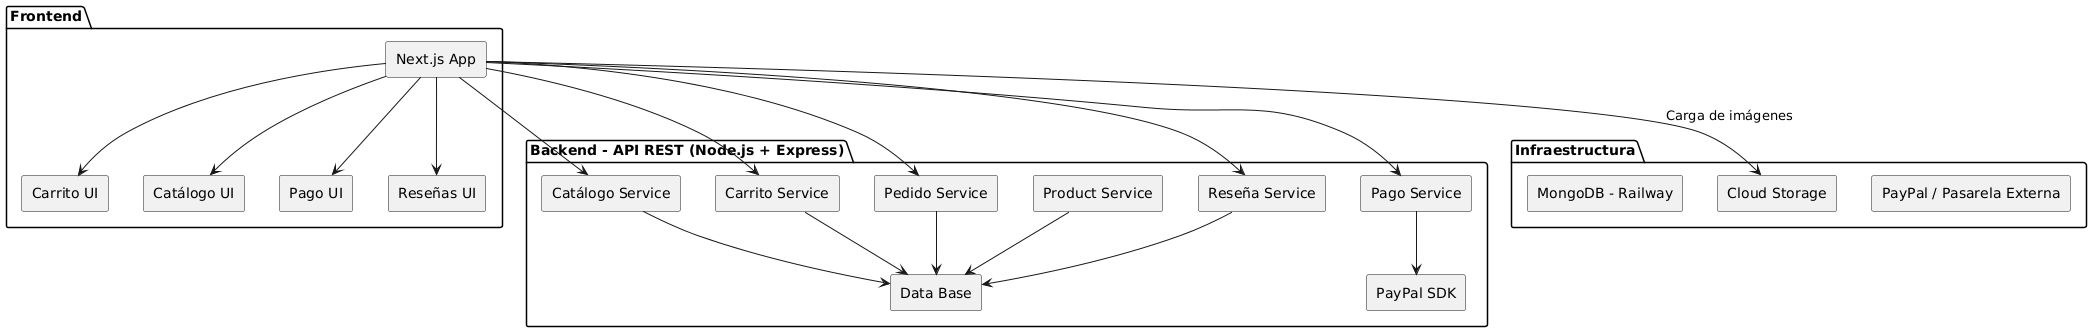 Frontend
Next.js App
Carga de imágenes
Backend - API REST (Node.js + Express)
Infraestructura
Carrito UI
Catálogo UI
Pago UI
Reseñas UI
Catálogo Service
Carrito Service
Pedido Service
Product Service
Reseña Service
Pago Service
MongoDB - Railway
Cloud Storage
PayPal / Pasarela Externa
Data Base
PayPal SDK